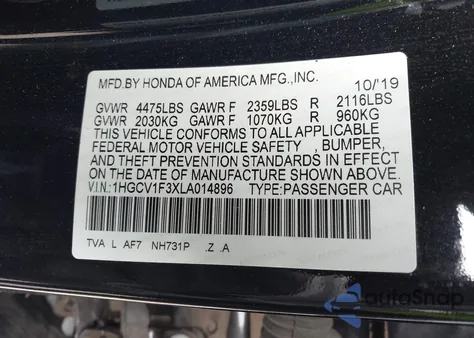 MFD.BY HONDA OF AMERICA MFG.,INC. 10/19
GVWR 4475LBS GAWR F 2359LBS R 2116LBS
GVWR 2030KG GAWR F 1070KG R 960KG
THIS VEHICLE CONFORMS TO ALL APPLICABLE
FEDERAL MOTOR VEHICLE SAFETY , BUMPER,
AND THEFT PREVENTION STANDARDS IN EFFECT
ON THE DATE OF MANUFACTURE SHOWN ABOVE.
V.I.N:1HGCV1F3XLA014896 TYPE:PASSENGER CAR
TVA L AF7 NH731P .Z .A
autoSnap